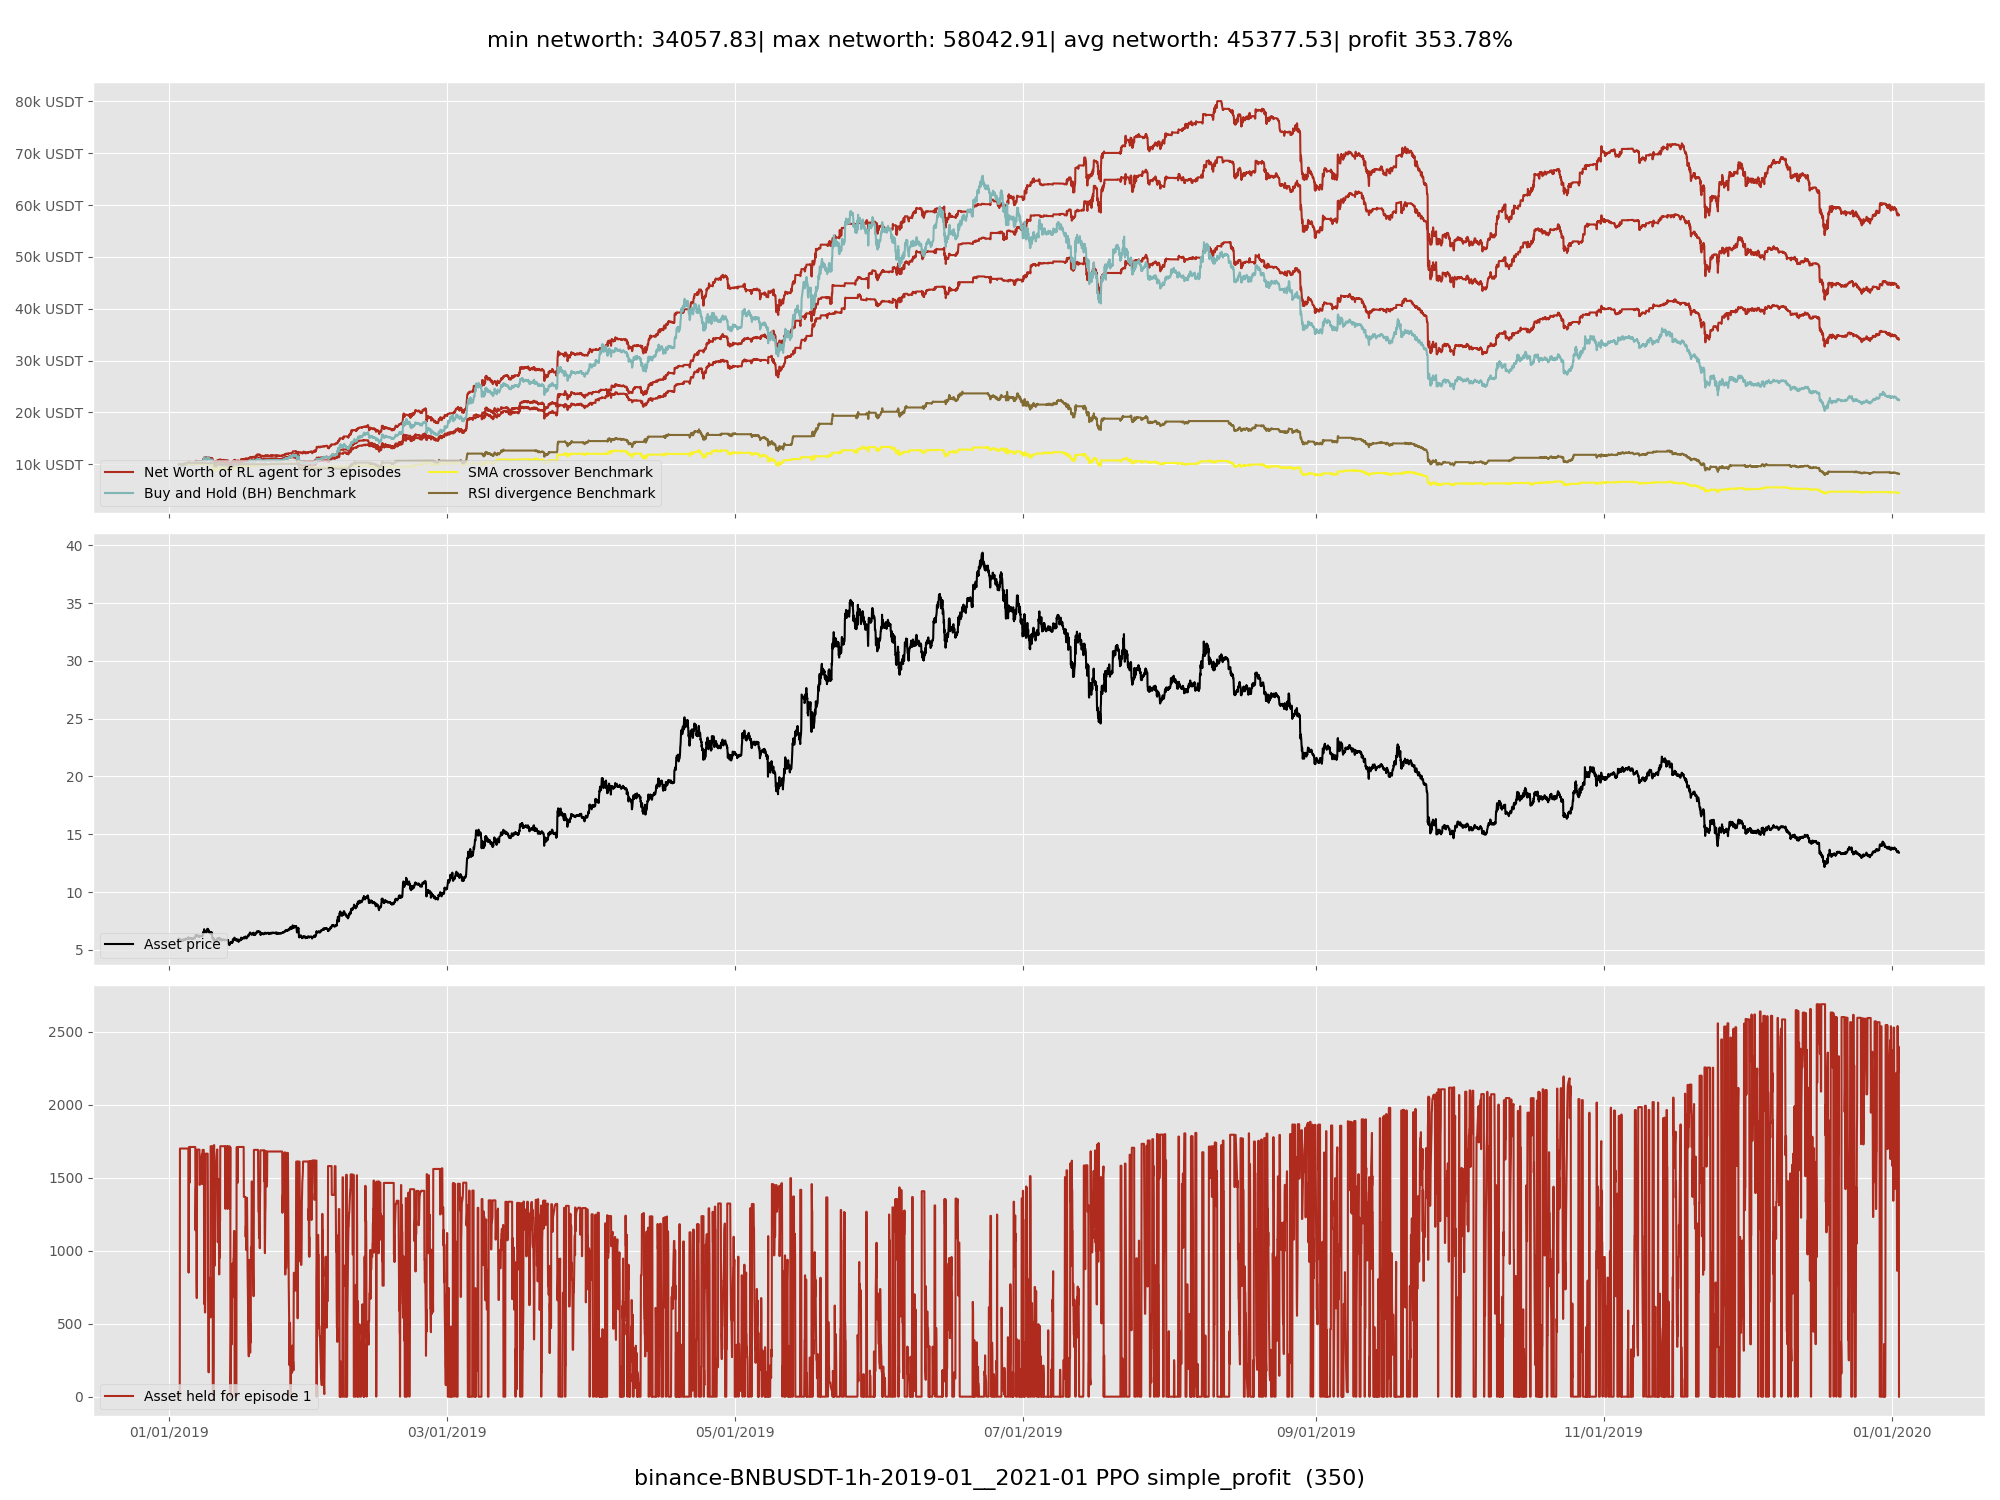 min networth: 34057.83| max networth: 58042.91| avg networth: 45377.53| profit 353.78%
80k USDT
70k USDT
60k USDT
50k USDT
40k USDT
30k USDT
20k USDT
10k USDT
Net Worth of RL agent for 3 episodes
Buy and Hold (BH) Benchmark
SMA crossover Benchmark
RSI divergence Benchmark
40
35
30
25
20
15
10
5
Asset price
2500
2000
1500
1000
500
0
Asset held for episode 1
01/01/2019 03/01/2019 05/01/2019 07/01/2019 09/01/2019 11/01/2019 01/01/2020
binance-BNBUSDT-1h-2019-01__2021-01 PPO simple_profit (350)